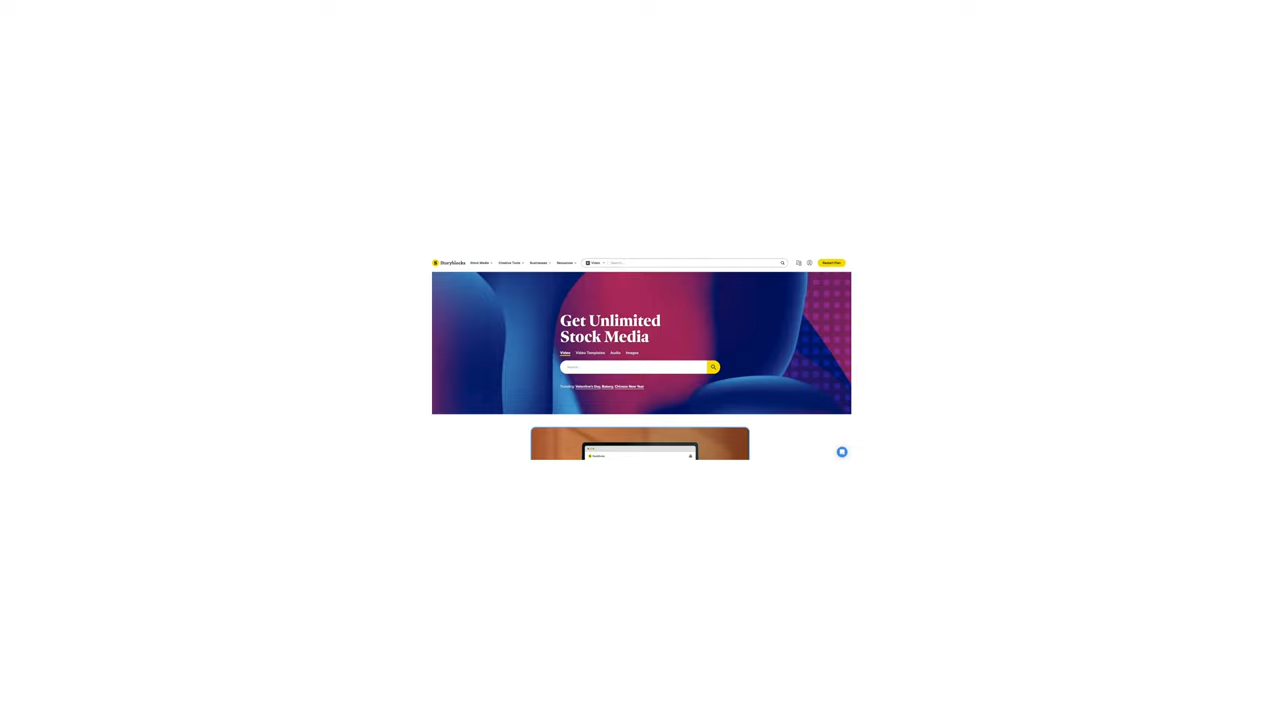 Storyblocks Stock Media Creative Tools Businesses Resources Video Search... Restart Plan
Get Unlimited
Stock Media
Video Video Templates Audio Images
Search...
Trending: Valentine's Day, Bakery, Chinese New Year
Storyblocks